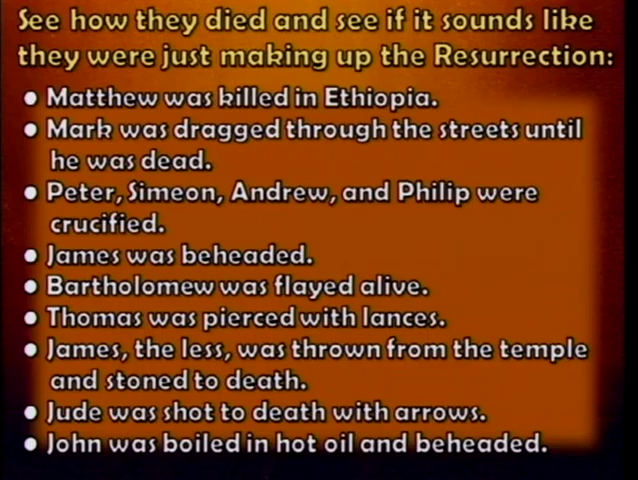 See how they died and see if it sounds like
they were just making up the Resurrection:
• Matthew was killed in Ethiopia.
• Mark was dragged through the streets until
he was dead.
• Peter, Simeon, Andrew, and Philip were
crucified.
• James was beheaded.
• Bartholomew was flayed alive.
• Thomas was pierced with lances.
• James, the less, was thrown from the temple
and stoned to death.
• Jude was shot to death with arrows.
• John was boiled in hot oil and beheaded.